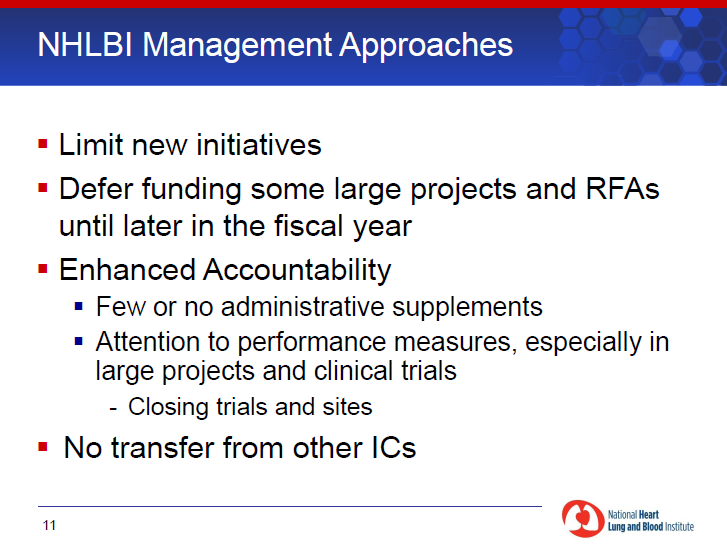 NHLBI Management Approaches
▪ Limit new initiatives
▪ Defer funding some large projects and RFAs
until later in the fiscal year
▪ Enhanced Accountability
▪ Few or no administrative supplements
▪ Attention to performance measures, especially in
large projects and clinical trials
- Closing trials and sites
▪ No transfer from other ICs
11
National Heart
Lung and Blood Institute